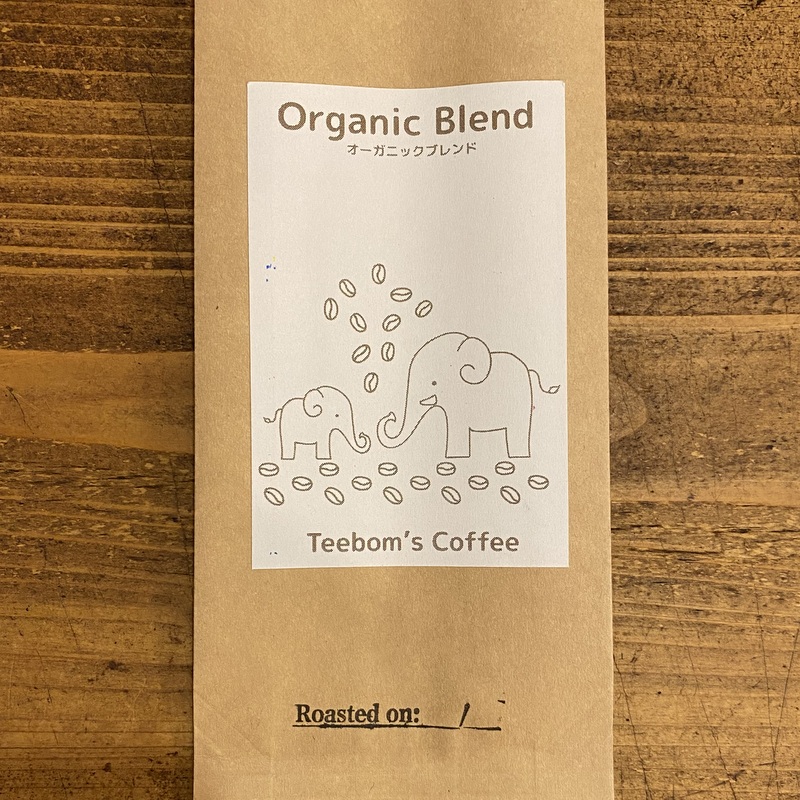 Organic Blend
オーガニックブレンド
Teebom's Coffee
Roasted on: /